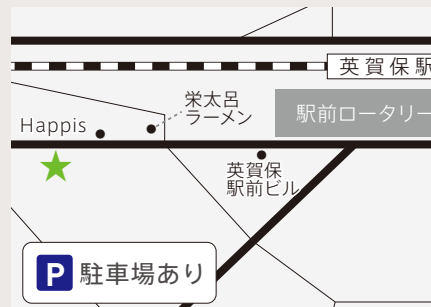 英賀保駅
栄太呂
ラーメン
駅前ロータリー
Happis
英賀保
駅前ビル
P 駐車場あり